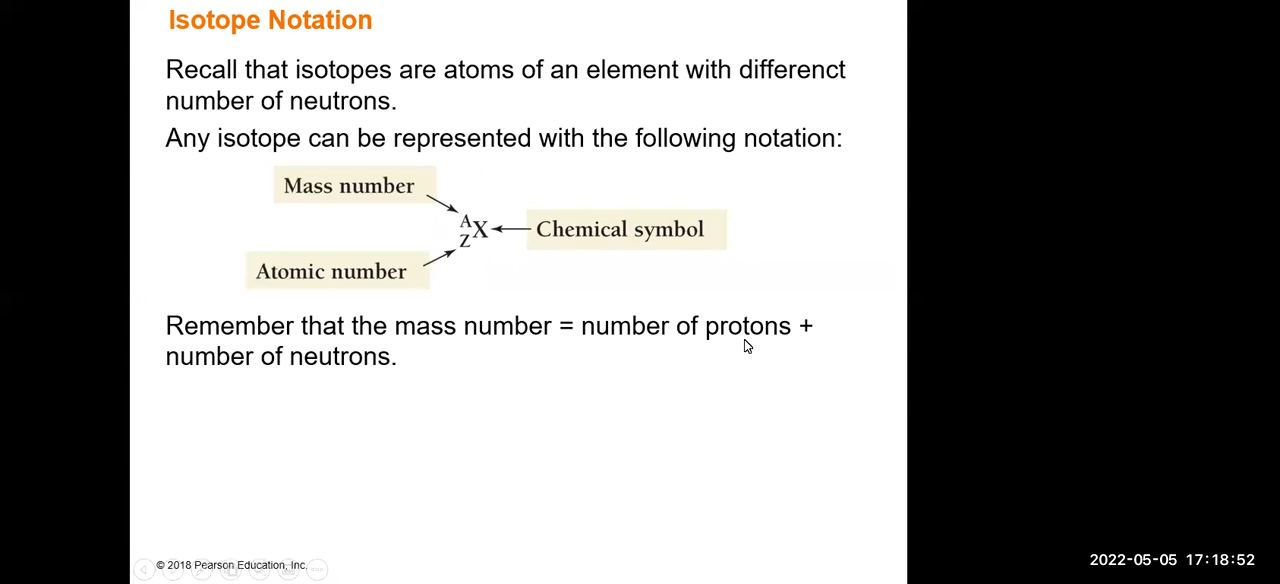 Isotope Notation
Recall that isotopes are atoms of an element with differenct
number of neutrons.
Any isotope can be represented with the following notation:
Mass number
A
Z
X
Chemical symbol
Atomic number
Remember that the mass number = number of protons +
number of neutrons.
© 2018 Pearson Education, Inc.
2022-05-05 17:18:52